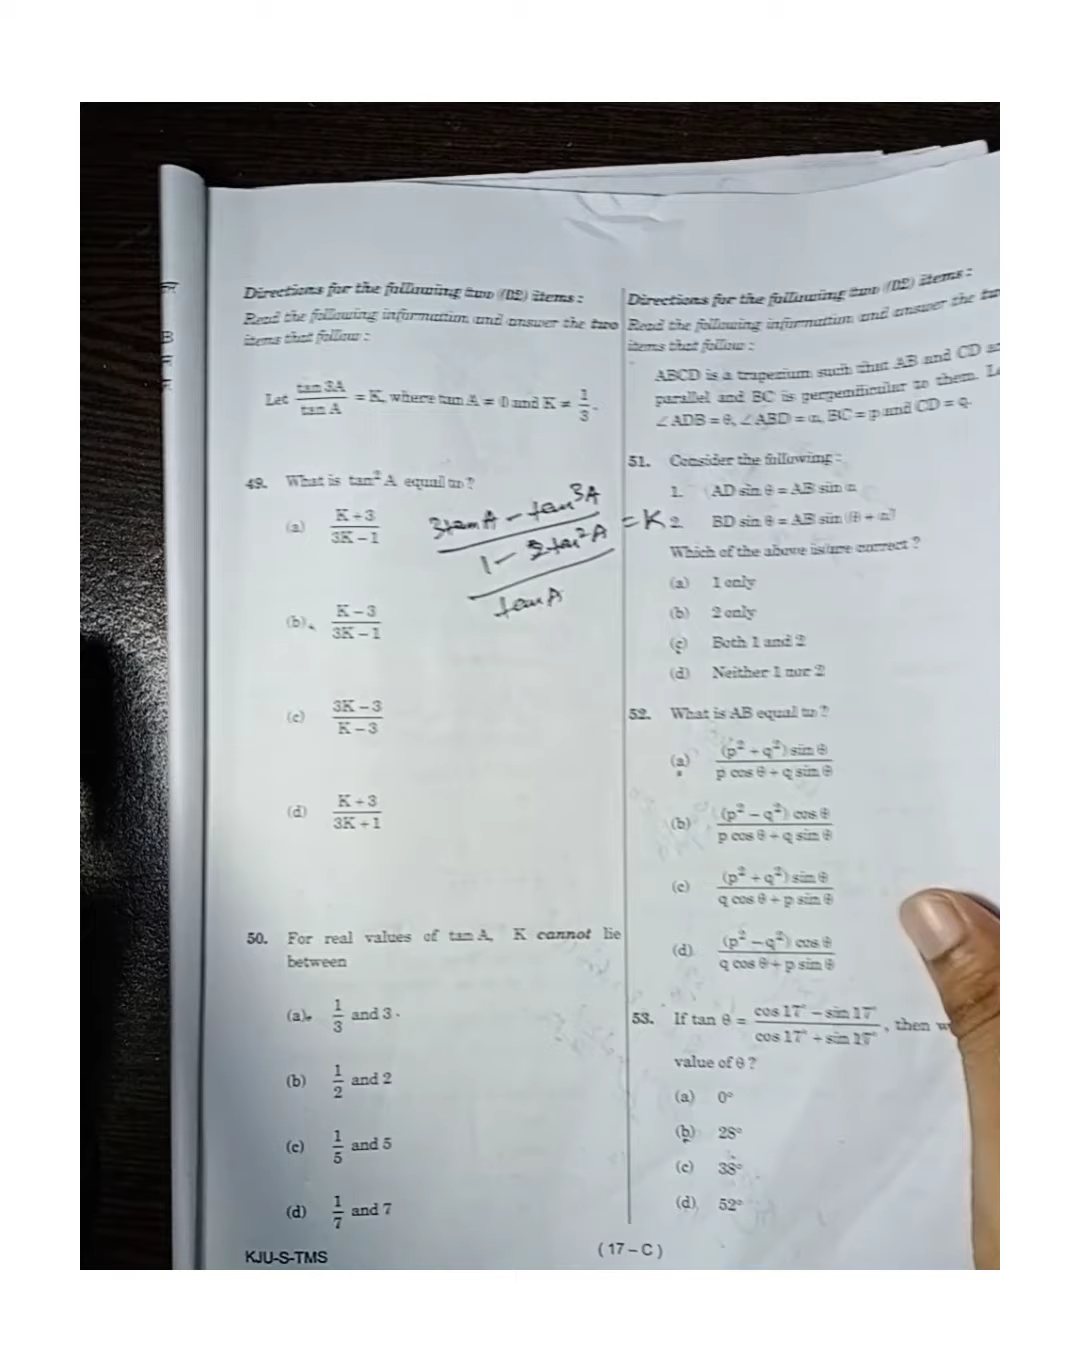 Directions for the following two (02) items :
Read the following information and answer the two
items that follow :
Let tan 3A / tan A = K, where tan A ≠ 0 and K ≠ 1/3.
49. What is tan² A equal to ?
(a) K + 3 / 3K – 1
(b) K – 3 / 3K – 1
(c) 3K – 3 / K – 3
(d) K + 3 / 3K + 1
3tanA – tan³A
1 – 3tan²A
= K
tanA
50. For real values of tan A, K cannot lie
between
(a) 1/3 and 3
(b) 1/2 and 2
(c) 1/5 and 5
(d) 1/7 and 7
KJU-S-TMS
Directions for the following two (02) items :
Read the following information and answer the
items that follow :
ABCD is a trapezium such that AB and CD
parallel and BC is perpendicular to them.
∠ADB = θ, ∠ABD = α, BC = p and CD = q.
51. Consider the following :
1. AD sin θ = AB sin α
2. BD sin θ = AB sin (θ + α)
Which of the above is/are correct ?
(a) 1 only
(b) 2 only
(c) Both 1 and 2
(d) Neither 1 nor 2
52. What is AB equal to ?
(a) (p² + q²) sin θ / p cos θ + q sin θ
(b) (p² – q²) cos θ / p cos θ + q sin θ
(c) (p² + q²) sin θ / q cos θ + p sin θ
(d) (p² – q²) cos θ / q cos θ + p sin θ
53. If tan θ = cos 17° – sin 17° / cos 17° + sin 17°, then
value of θ ?
(a) 0°
(b) 28°
(c) 38°
(d) 52°
( 17 – C )